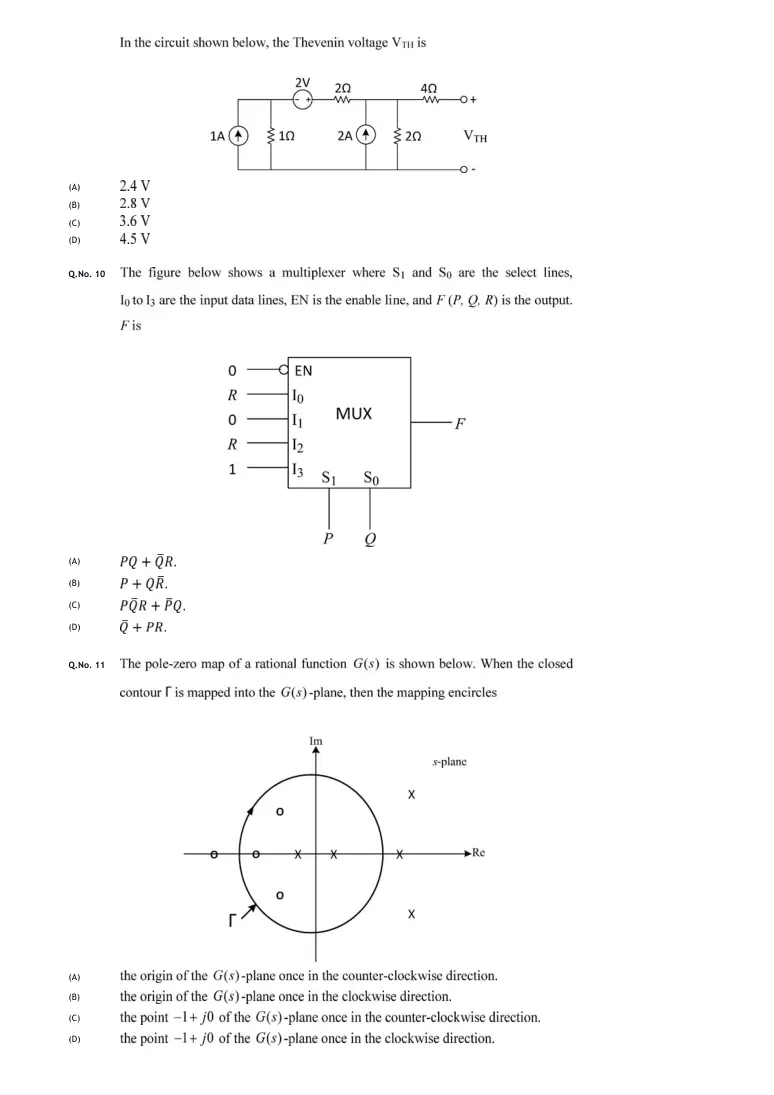 In the circuit shown below, the Thevenin voltage VTH is
2V
2Ω
4Ω
- +
+
1A
1Ω
2A
2Ω
VTH
-
(A) 2.4 V
(B) 2.8 V
(C) 3.6 V
(D) 4.5 V
Q.No. 10 The figure below shows a multiplexer where S1 and S0 are the select lines,
I0 to I3 are the input data lines, EN is the enable line, and F (P, Q, R) is the output.
F is
0 EN
R I0
0 I1 MUX F
R I2
1 I3 S1 S0
P Q
(A) PQ + Q̄R.
(B) P + QR̄.
(C) PQ̄R + P̄Q.
(D) Q̄ + PR.
Q.No. 11 The pole-zero map of a rational function G(s) is shown below. When the closed
contour Γ is mapped into the G(s)-plane, then the mapping encircles
Im
s-plane
x
o
o o x x x Re
o
Γ x
(A) the origin of the G(s)-plane once in the counter-clockwise direction.
(B) the origin of the G(s)-plane once in the clockwise direction.
(C) the point −1+ j0 of the G(s)-plane once in the counter-clockwise direction.
(D) the point −1+ j0 of the G(s)-plane once in the clockwise direction.